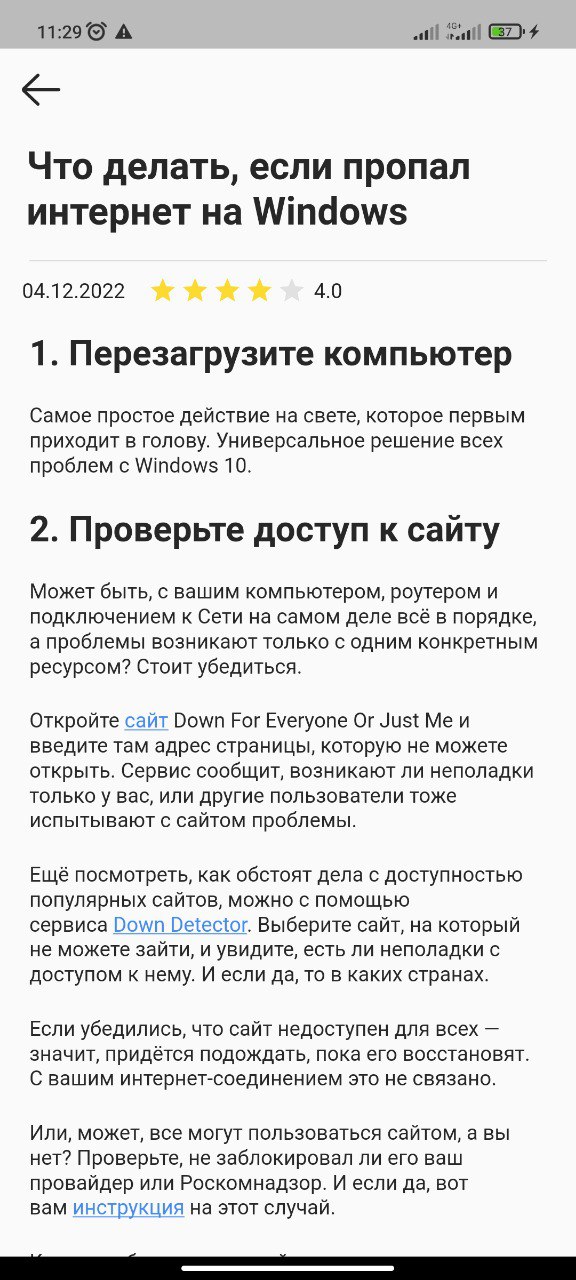 11:29
4G+
37
Что делать, если пропал
интернет на Windows
04.12.2022
4.0
1. Перезагрузите компьютер
Самое простое действие на свете, которое первым
приходит в голову. Универсальное решение всех
проблем с Windows 10.
2. Проверьте доступ к сайту
Может быть, с вашим компьютером, роутером и
подключением к Сети на самом деле всё в порядке,
а проблемы возникают только с одним конкретным
ресурсом? Стоит убедиться.
Откройте сайт Down For Everyone Or Just Me и
введите там адрес страницы, которую не можете
открыть. Сервис сообщит, возникают ли неполадки
только у вас, или другие пользователи тоже
испытывают с сайтом проблемы.
Ещё посмотреть, как обстоят дела с доступностью
популярных сайтов, можно с помощью
сервиса Down Detector. Выберите сайт, на который
не можете зайти, и увидите, есть ли неполадки с
доступом к нему. И если да, то в каких странах.
Если убедились, что сайт недоступен для всех —
значит, придётся подождать, пока его восстановят.
С вашим интернет-соединением это не связано.
Или, может, все могут пользоваться сайтом, а вы
нет? Проверьте, не заблокировал ли его ваш
провайдер или Роскомнадзор. И если да, вот
вам инструкция на этот случай.